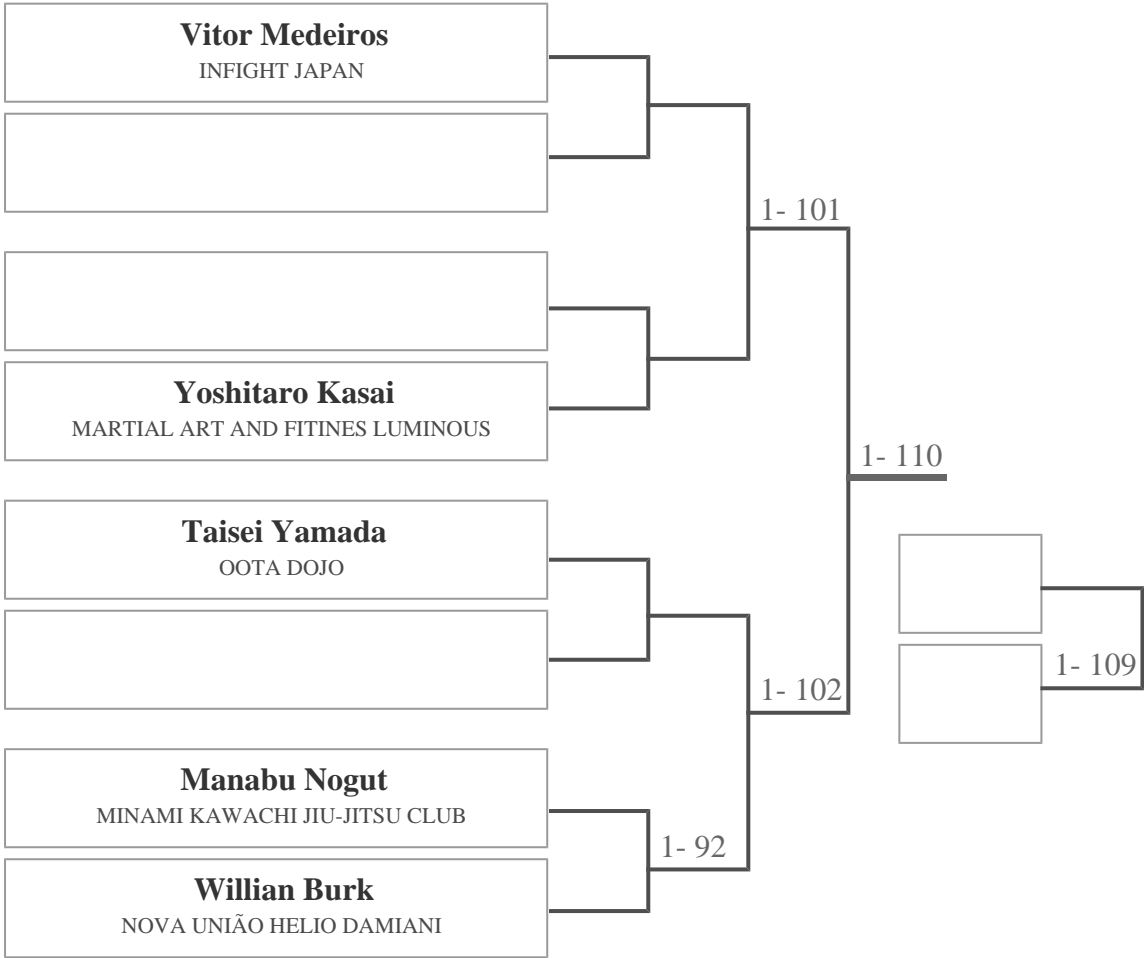 Vitor Medeiros
INFIGHT JAPAN
1- 101
Yoshitaro Kasai
MARTIAL ART AND FITINES LUMINOUS
1- 110
Taisei Yamada
OOTA DOJO
1- 109
1- 102
Manabu Nogut
MINAMI KAWACHI JIU-JITSU CLUB
1- 92
Willian Burk
NOVA UNIÃO HELIO DAMIANI